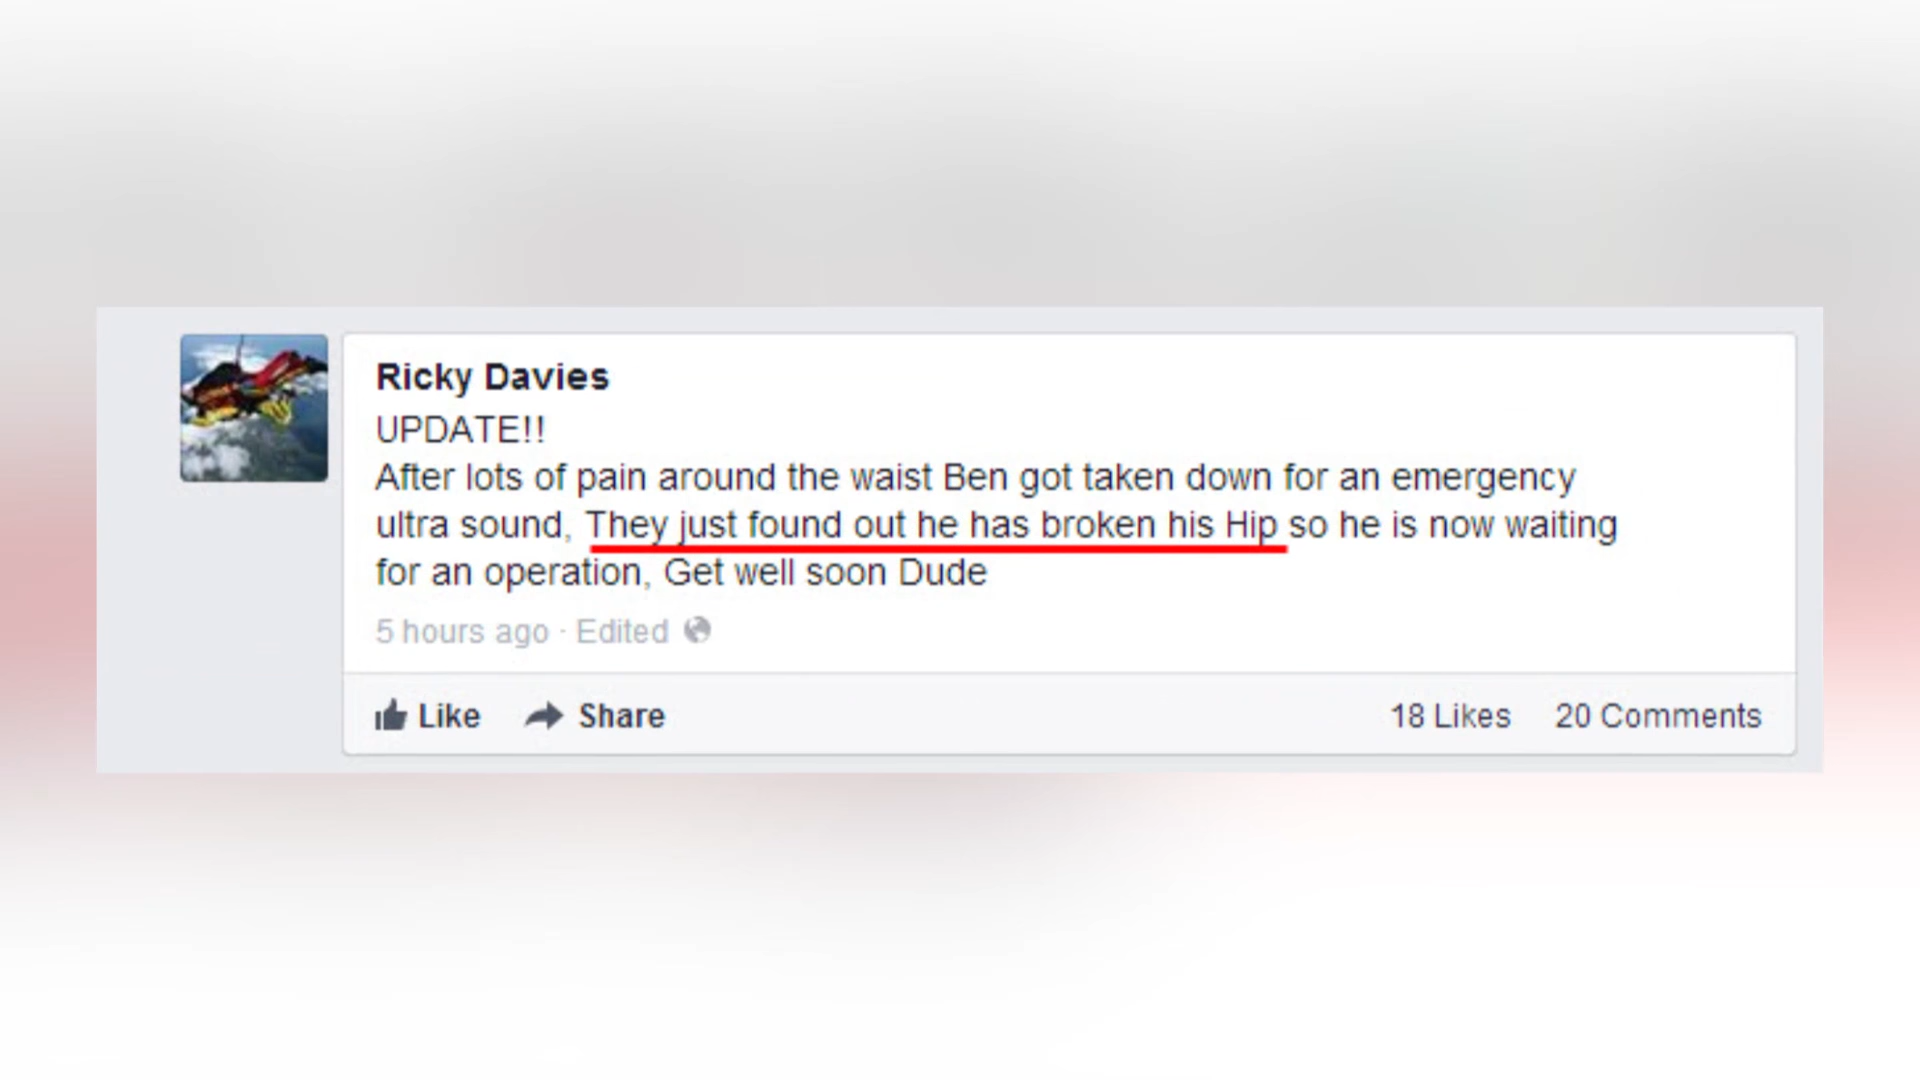 Ricky Davies
UPDATE!!
After lots of pain around the waist Ben got taken down for an emergency
ultra sound, They just found out he has broken his Hip so he is now waiting
for an operation, Get well soon Dude
5 hours ago · Edited
Like Share 18 Likes 20 Comments